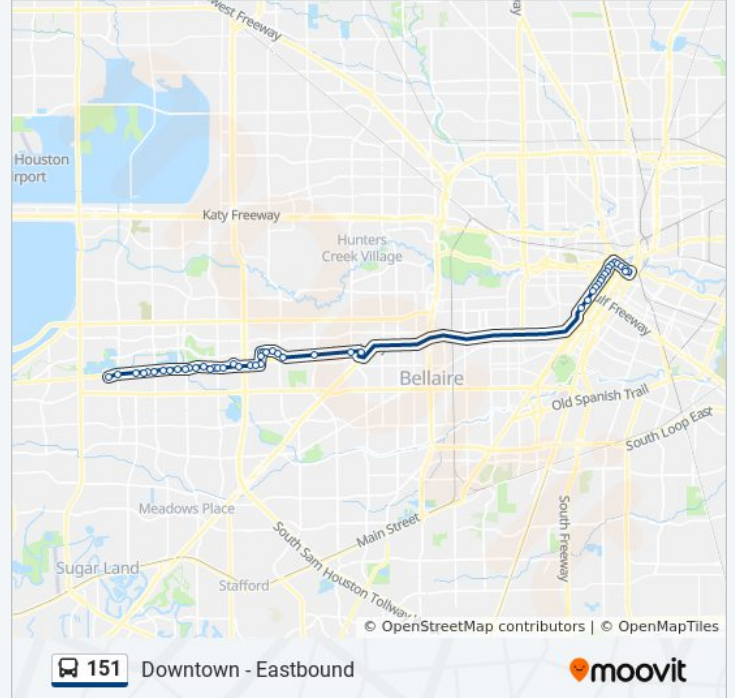 west Freeway
Houston
rport
Katy Freeway
Hunters
Creek Village
ulf Freeway
Bellaire
Old Spanish Trail
South Loop East
Meadows Place
Main Street
South Freeway
South Sam Houston Tollway
Sugar Land
Stafford
© OpenStreetMap contributors | © OpenMapTiles
151 Downtown - Eastbound
moovit